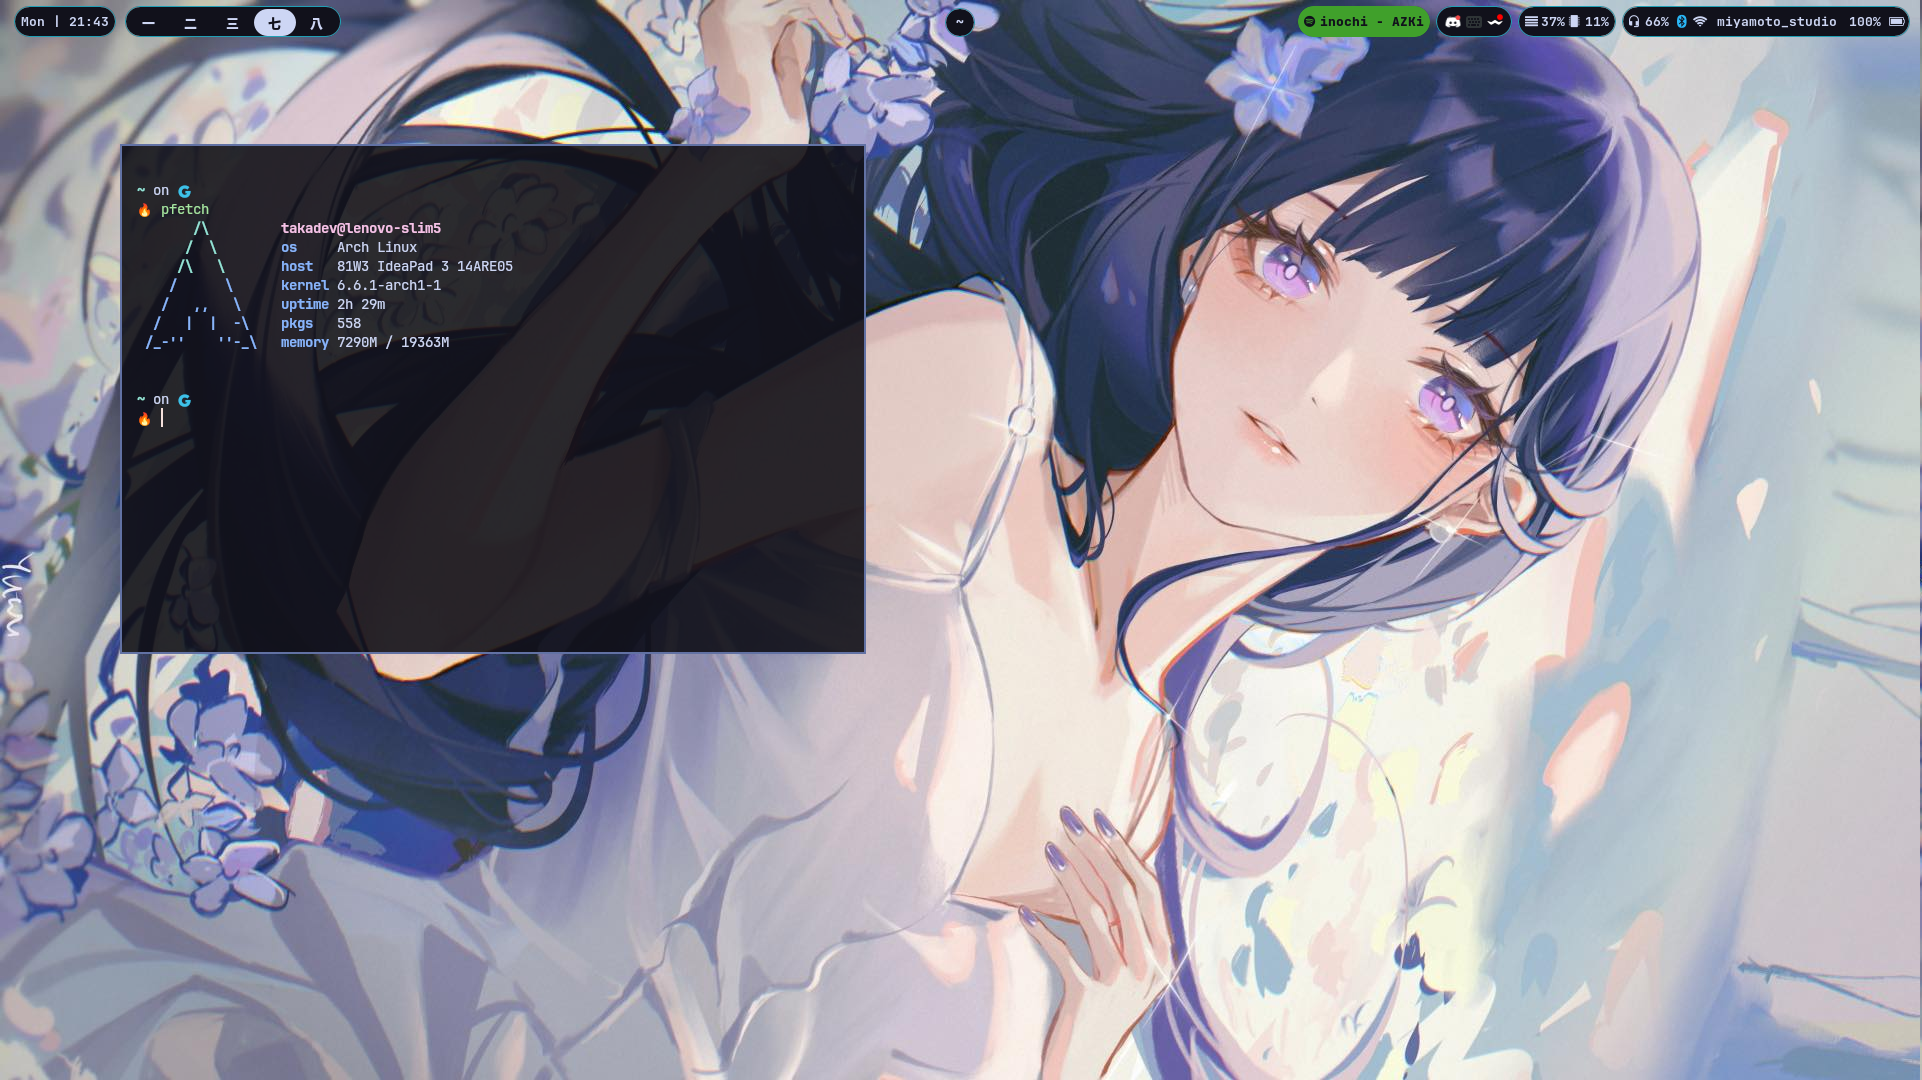 Mon | 21:43
一 二 三 七 八
~
inochi - AZKi
37% 11%
66% miyamoto_studio 100%
~ on G
pfetch
takadev@lenovo-slim5
os Arch Linux
host 81W3 IdeaPad 3 14ARE05
kernel 6.6.1-arch1-1
uptime 2h 29m
pkgs 558
memory 7290M / 19363M
~ on G
Yuan